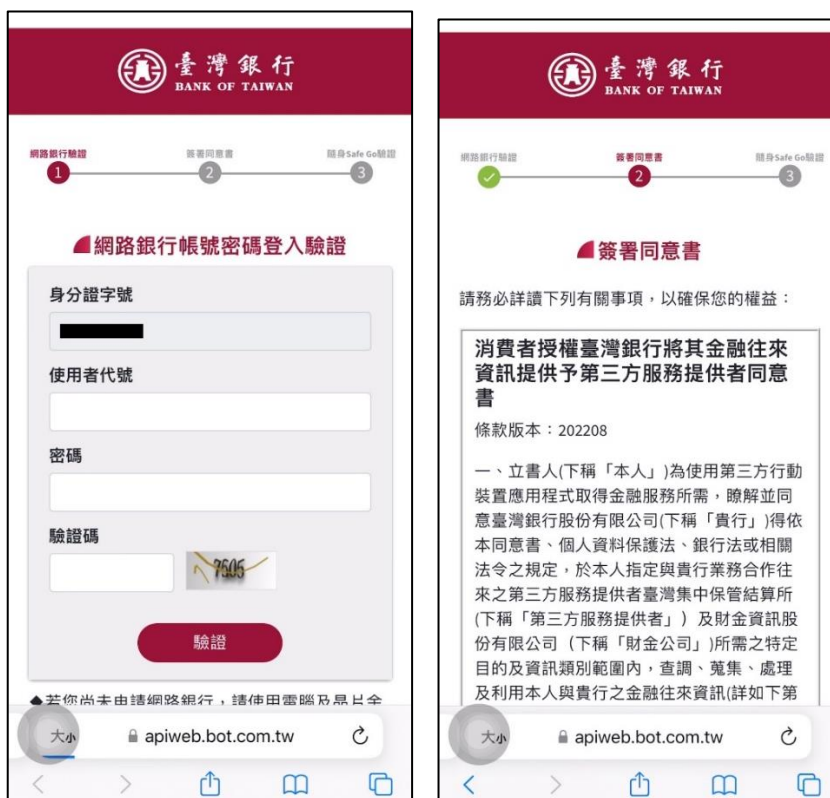 臺灣銀行
BANK OF TAIWAN
網路銀行驗證
簽署同意書
隨身Safe Go驗證
1
2
3
網路銀行帳號密碼登入驗證
身分證字號
使用者代號
密碼
驗證碼
7505
驗證
◆若您尚未申請網路銀行，請使用電腦及晶片金
大小
apiweb.bot.com.tw
臺灣銀行
BANK OF TAIWAN
網路銀行驗證
簽署同意書
隨身Safe Go驗證
2
3
簽署同意書
請務必詳讀下列有關事項，以確保您的權益：
消費者授權臺灣銀行將其金融往來
資訊提供予第三方服務提供者同意
書
條款版本：202208
一、立書人(下稱「本人」)為使用第三方行動
裝置應用程式取得金融服務所需，瞭解並同
意臺灣銀行股份有限公司(下稱「貴行」)得依
本同意書、個人資料保護法、銀行法或相關
法令之規定，於本人指定與貴行業務合作往
來之第三方服務提供者臺灣集中保管結算所
(下稱「第三方服務提供者」）及財金資訊股
份有限公司（下稱「財金公司」)所需之特定
目的及資訊類別範圍內，查調、蒐集、處理
及利用本人與貴行之金融往來資訊(詳如下第
大小
apiweb.bot.com.tw